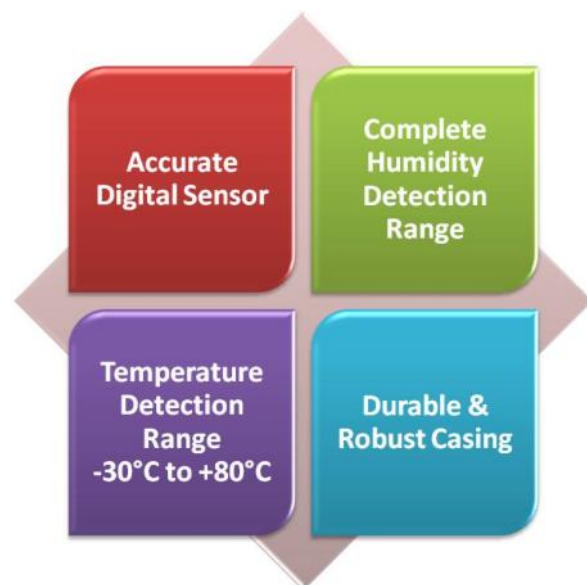 Accurate
Digital Sensor
Complete
Humidity
Detection
Range
Temperature
Detection
Range
-30°C to +80°C
Durable &
Robust Casing